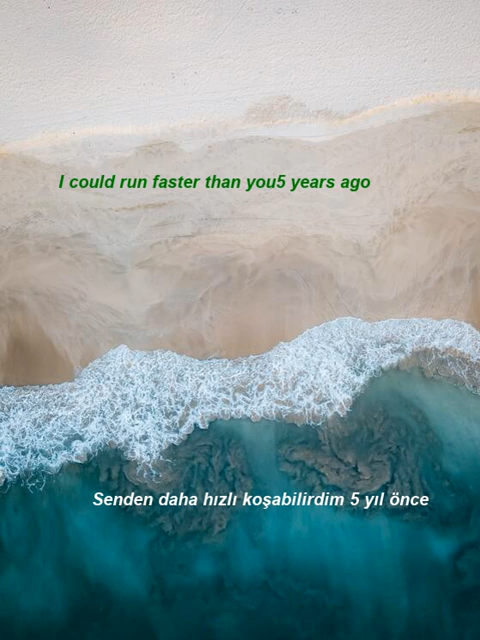 I could run faster than you5 years ago
Senden daha hızlı koşabilirdim 5 yıl önce